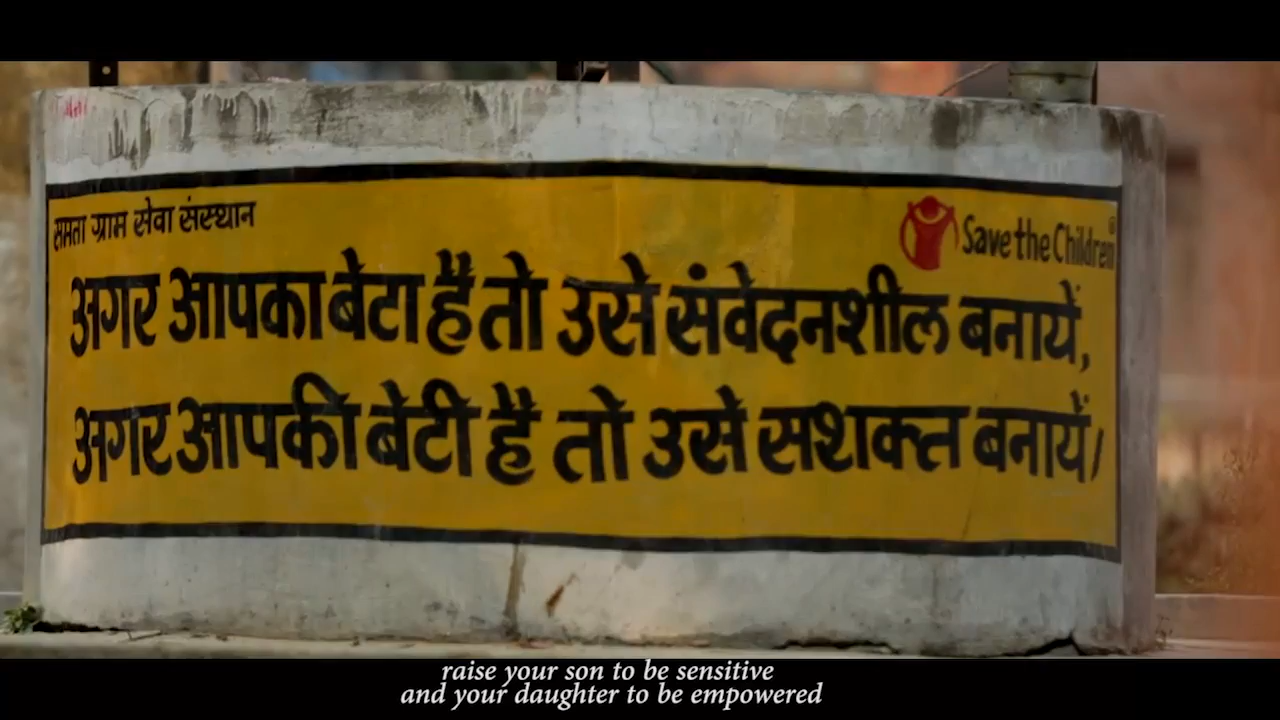 समता ग्राम सेवा संस्थान
Save the Children®
अगर आपका बेटा है तो उसे संवेदनशील बनायें,
अगर आपकी बेटी है तो उसे सशक्त बनायें।
raise your son to be sensitive
and your daughter to be empowered